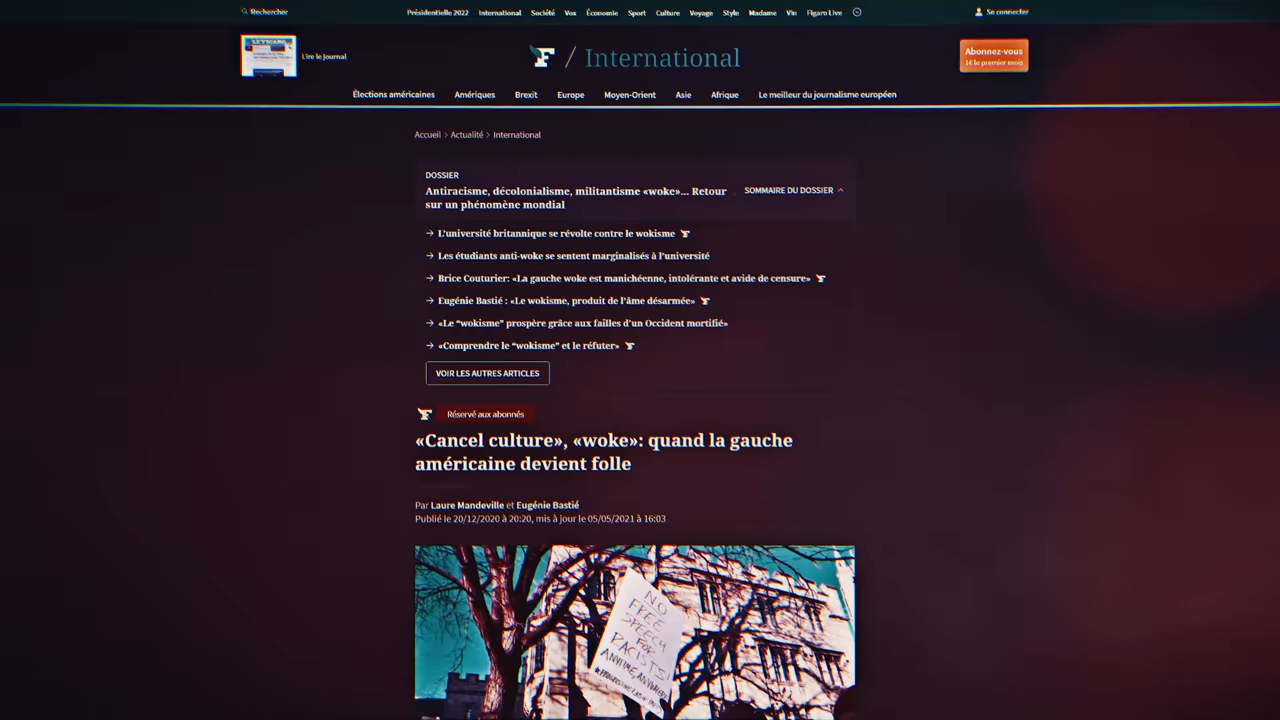 Rechercher
Présidentielle 2022 International Société Vox Économie Sport Culture Voyage Style Madame Vin Figaro Live
Se connecter
LE FIGARO
Lire le journal
F / International
Abonnez-vous
1€ le premier mois
Élections américaines Amériques Brexit Europe Moyen-Orient Asie Afrique Le meilleur du journalisme européen
Accueil > Actualité > International
DOSSIER
Antiracisme, décolonialisme, militantisme «woke»... Retour
sur un phénomène mondial
SOMMAIRE DU DOSSIER
→ L'université britannique se révolte contre le wokisme
→ Les étudiants anti-woke se sentent marginalisés à l'université
→ Brice Couturier: «La gauche woke est manichéenne, intolérante et avide de censure»
→ Eugénie Bastié : «Le wokisme, produit de l'âme désarmée»
→ «Le “wokisme” prospère grâce aux failles d'un Occident mortifié»
→ «Comprendre le “wokisme” et le réfuter»
VOIR LES AUTRES ARTICLES
Réservé aux abonnés
«Cancel culture», «woke»: quand la gauche
américaine devient folle
Par Laure Mandeville et Eugénie Bastié
Publié le 20/12/2020 à 20:20, mis à jour le 05/05/2021 à 16:03
NO
FREE
SPEECH
FOR
RACISTS!
ANYTIME, ANYWHERE